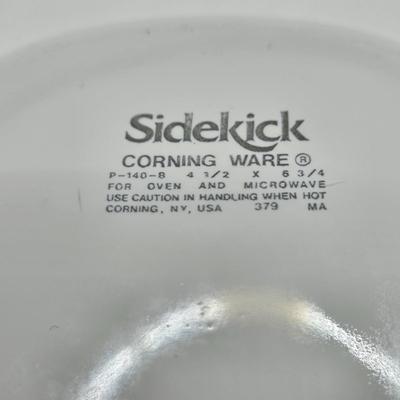 Sidekick
CORNING WARE ®
P-140-B 4 1/2 X 6 3/4
FOR OVEN AND MICROWAVE
USE CAUTION IN HANDLING WHEN HOT
CORNING, NY, USA 379 MA